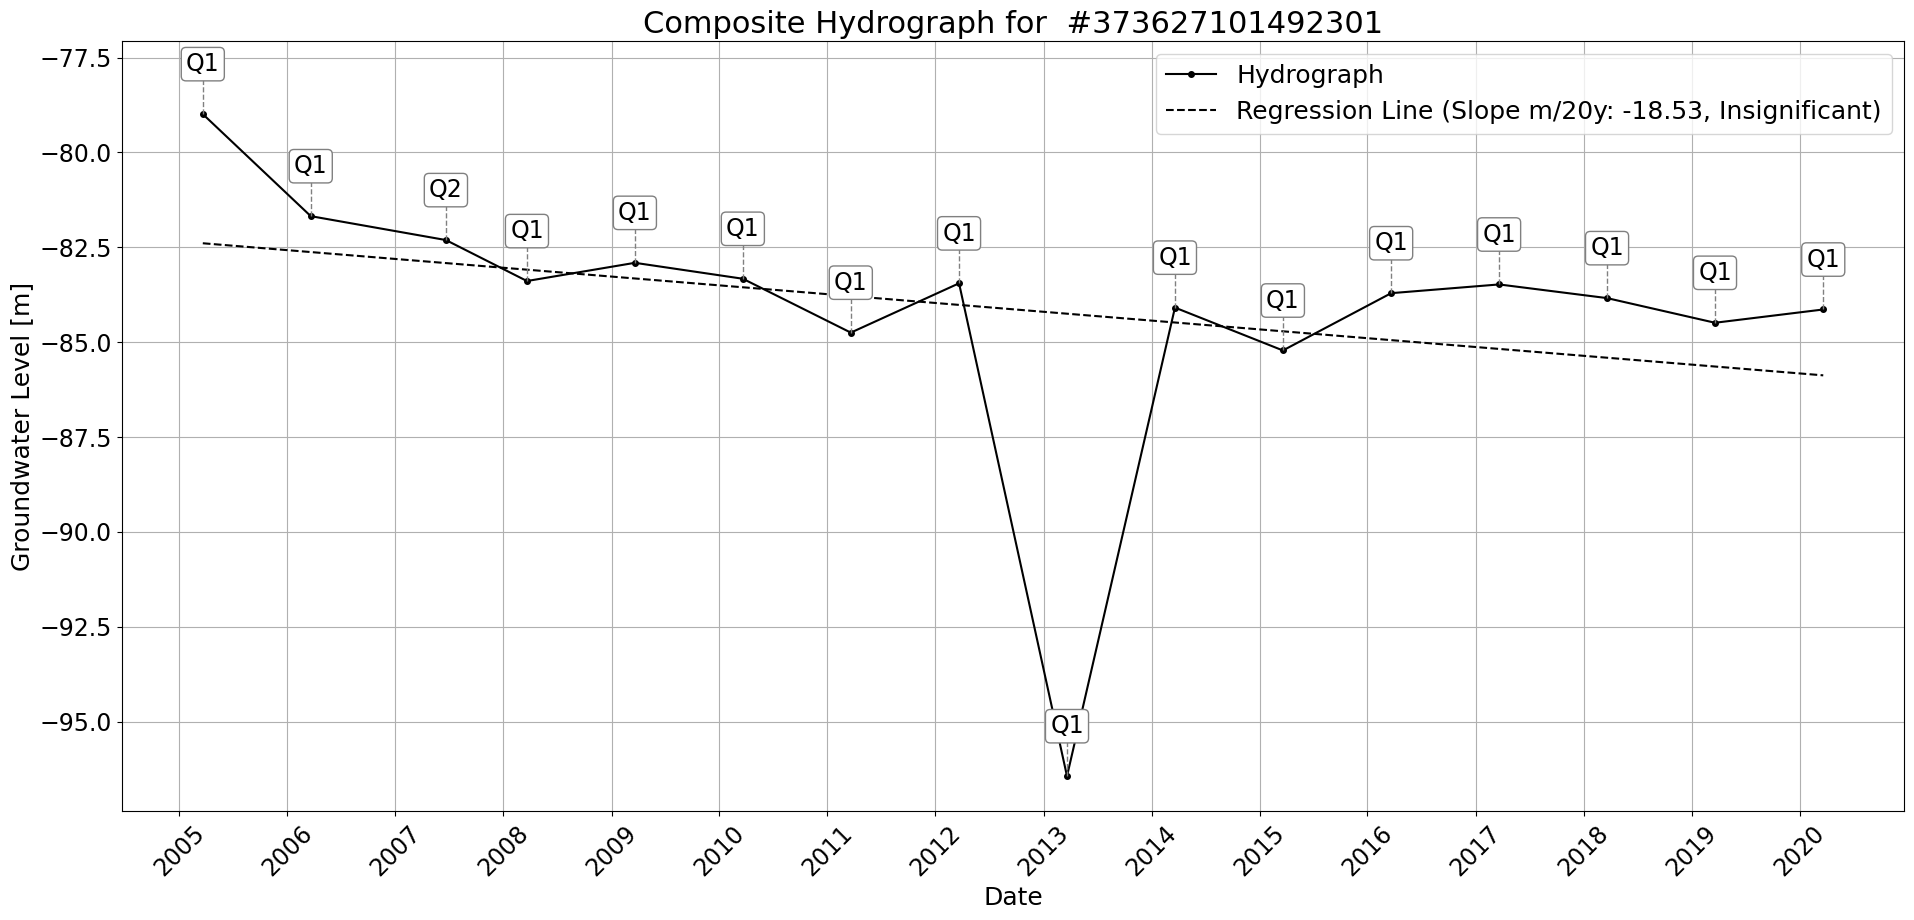 Composite Hydrograph for  #373627101492301
Hydrograph
Regression Line (Slope m/20y: -18.53, Insignificant)
Groundwater Level [m]
−77.5
−80.0
−82.5
−85.0
−87.5
−90.0
−92.5
−95.0
Q1
Q1
Q2
Q1
Q1
Q1
Q1
Q1
Q1
Q1
Q1
Q1
Q1
Q1
Q1
Q1
2005
2006
2007
2008
2009
2010
2011
2012
2013
2014
2015
2016
2017
2018
2019
2020
Date